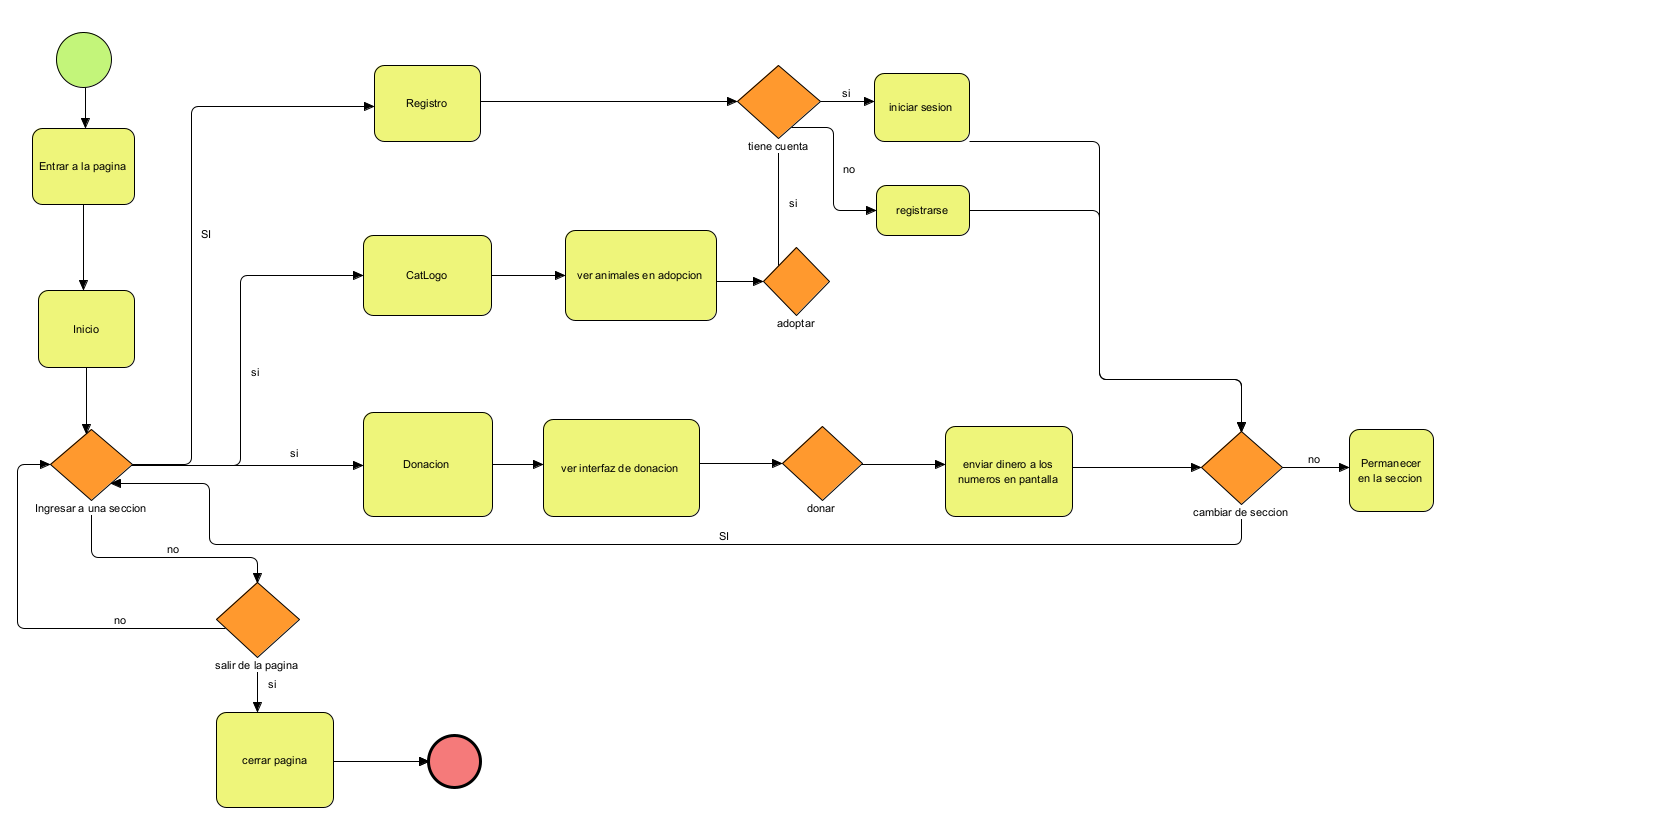 Entrar a la pagina
Inicio
Ingresar a una seccion
SI
si
si
no
no
salir de la pagina
si
cerrar pagina
Registro
tiene cuenta
si
iniciar sesion
no
registrarse
CatLogo
ver animales en adopcion
si
adoptar
Donacion
ver interfaz de donacion
donar
enviar dinero a los
numeros en pantalla
cambiar de seccion
no
Permanecer
en la seccion
SI